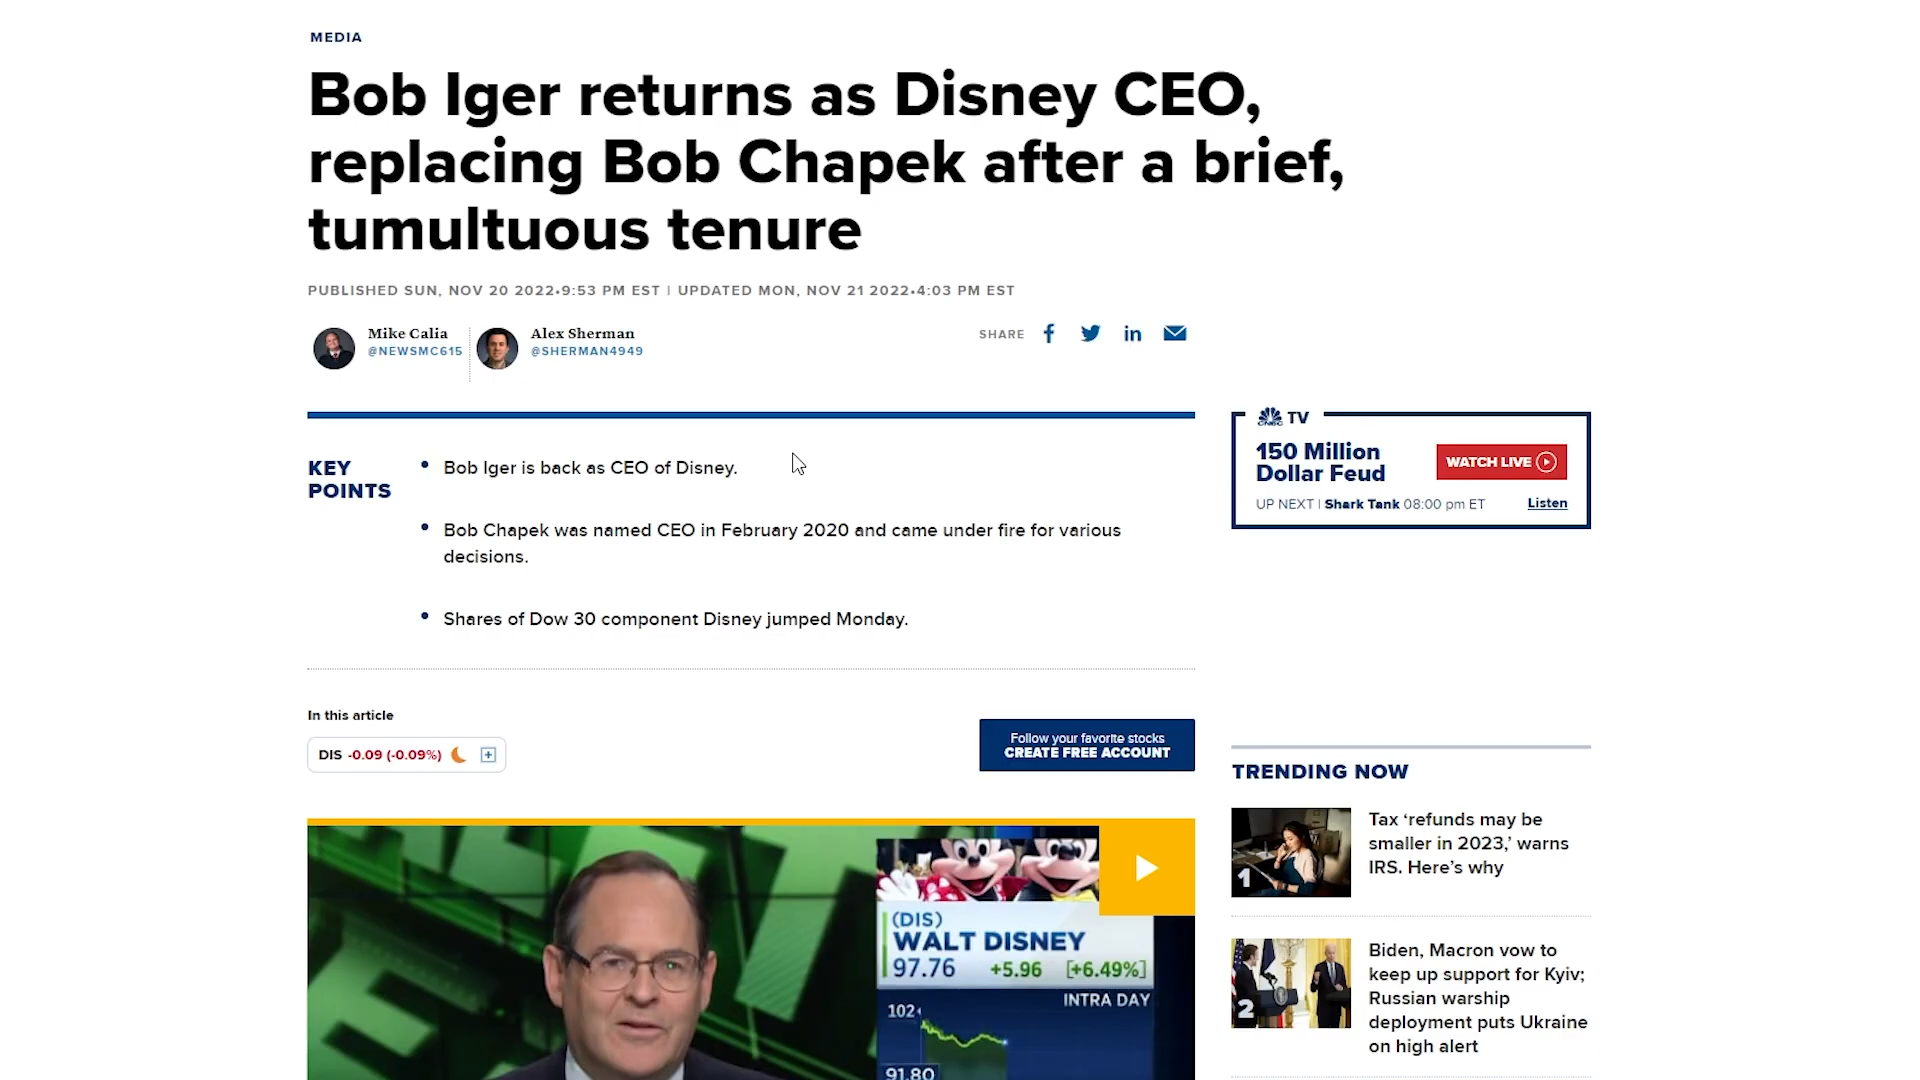 MEDIA
Bob Iger returns as Disney CEO,
replacing Bob Chapek after a brief,
tumultuous tenure
PUBLISHED SUN, NOV 20 2022•9:53 PM EST | UPDATED MON, NOV 21 2022•4:03 PM EST
Mike Calia
@NEWSMC615
Alex Sherman
@SHERMAN4949
SHARE
KEY
POINTS
Bob Iger is back as CEO of Disney.
Bob Chapek was named CEO in February 2020 and came under fire for various
decisions.
Shares of Dow 30 component Disney jumped Monday.
CNBC TV
150 Million
Dollar Feud
WATCH LIVE
UP NEXT | Shark Tank 08:00 pm ET
Listen
In this article
DIS -0.09 (-0.09%)
Follow your favorite stocks
CREATE FREE ACCOUNT
(DIS)
WALT DISNEY
97.76 +5.96 [+6.49%]
INTRA DAY
102
91.80
TRENDING NOW
1
Tax ‘refunds may be
smaller in 2023,’ warns
IRS. Here’s why
2
Biden, Macron vow to
keep up support for Kyiv;
Russian warship
deployment puts Ukraine
on high alert